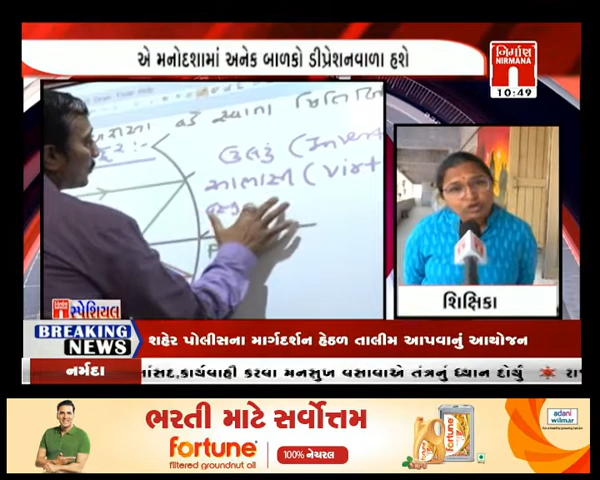 એ મનોદશામાં અનેક બાળકો ડીપ્રેશનવાળા હશે
નિર્માણ
NIRMANA
10:49
વડે
ઉલટું (Inver
આભાસી (Virt
શિક્ષિકા
નિર્માણ
સ્પેશિયલ
BREAKING
NEWS
શહેર પોલીસના માર્ગદર્શન હેઠળ તાલીમ આપવાનું આયોજન
નર્મદા
ાંસદ,કાર્યવાહી કરવા મનસુખ વસાવાએ તંત્રનું ધ્યાન દોર્યું
ભરતી માટે સર્વોત્તમ
fortune
filtered groundnut oil
100% નેચરલ
adani
wilmar